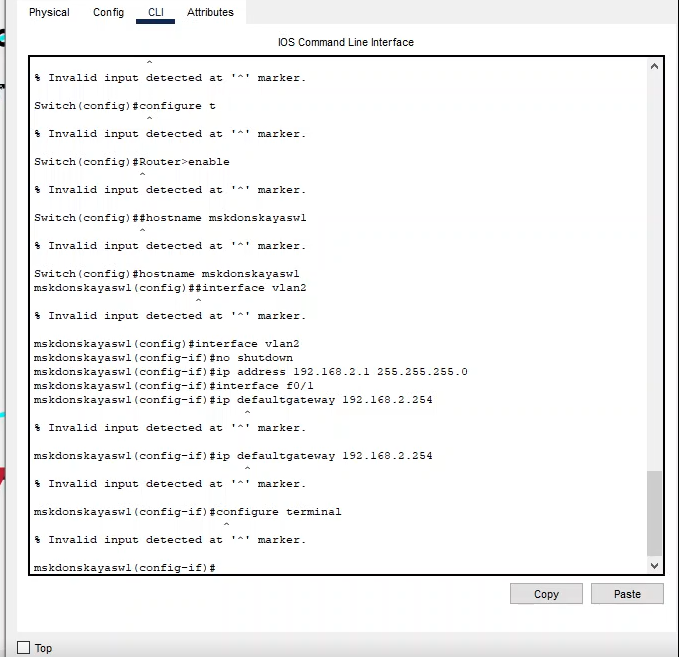 Physical Config CLI Attributes
IOS Command Line Interface
^
% Invalid input detected at '^' marker.
Switch(config)#configure t
^
% Invalid input detected at '^' marker.
Switch(config)#Router>enable
^
% Invalid input detected at '^' marker.
Switch(config)##hostname mskdonskayasw1
^
% Invalid input detected at '^' marker.
Switch(config)#hostname mskdonskayasw1
mskdonskayasw1(config)##interface vlan2
^
% Invalid input detected at '^' marker.
mskdonskayasw1(config)#interface vlan2
mskdonskayasw1(config-if)#no shutdown
mskdonskayasw1(config-if)#ip address 192.168.2.1 255.255.255.0
mskdonskayasw1(config-if)#interface f0/1
mskdonskayasw1(config-if)#ip defaultgateway 192.168.2.254
^
% Invalid input detected at '^' marker.
mskdonskayasw1(config-if)#ip defaultgateway 192.168.2.254
^
% Invalid input detected at '^' marker.
mskdonskayasw1(config-if)#configure terminal
^
% Invalid input detected at '^' marker.
mskdonskayasw1(config-if)#
Copy Paste
Top